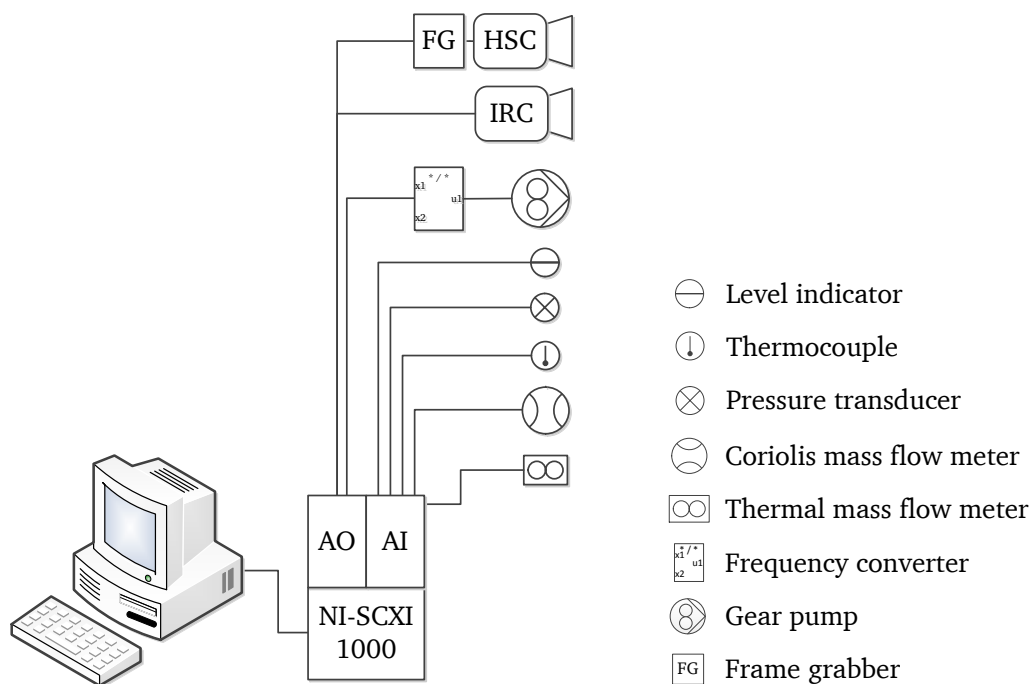 FG HSC
IRC
*/*
x1
u1
x2
AO AI
NI-SCXI
1000
Level indicator
Thermocouple
Pressure transducer
Coriolis mass flow meter
Thermal mass flow meter
*/*
x1
u1
x2
Frequency converter
Gear pump
FG Frame grabber